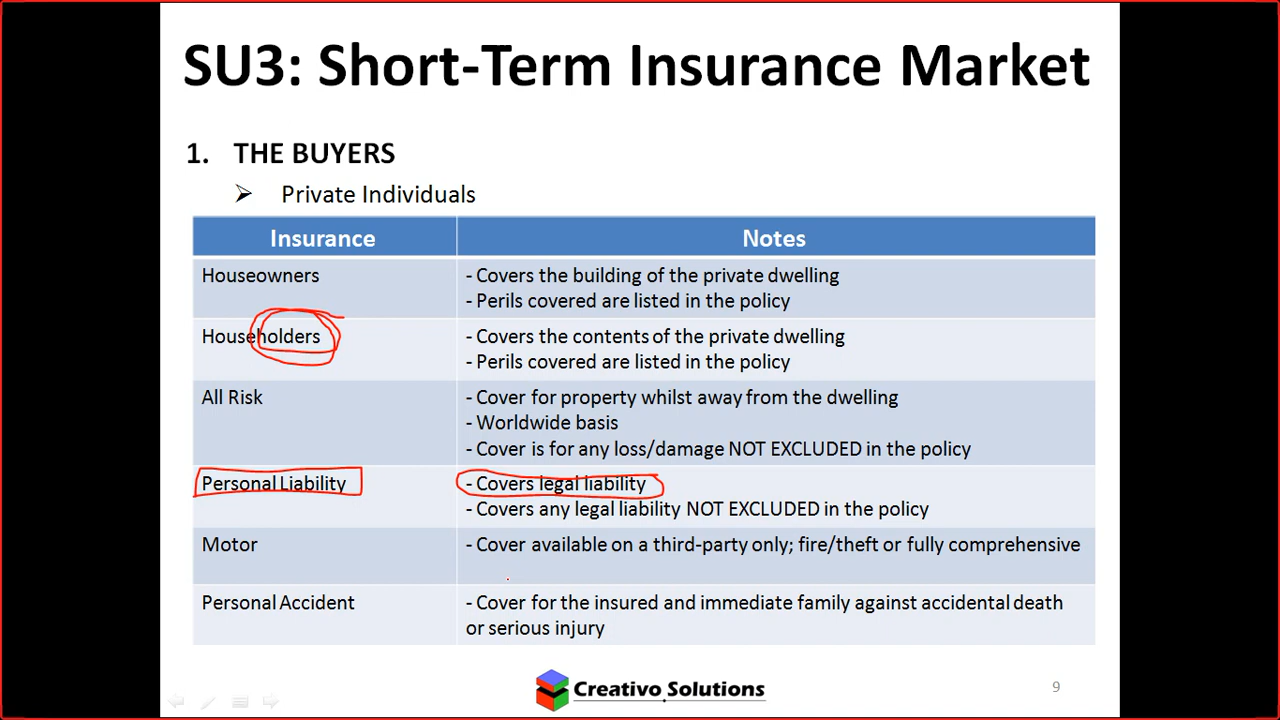 SU3: Short-Term Insurance Market
1. THE BUYERS
Private Individuals
Insurance Notes
Houseowners - Covers the building of the private dwelling
- Perils covered are listed in the policy
Householders - Covers the contents of the private dwelling
- Perils covered are listed in the policy
All Risk - Cover for property whilst away from the dwelling
- Worldwide basis
- Cover is for any loss/damage NOT EXCLUDED in the policy
Personal Liability - Covers legal liability
- Covers any legal liability NOT EXCLUDED in the policy
Motor - Cover available on a third-party only; fire/theft or fully comprehensive
Personal Accident - Cover for the insured and immediate family against accidental death
or serious injury
Creativo Solutions
9